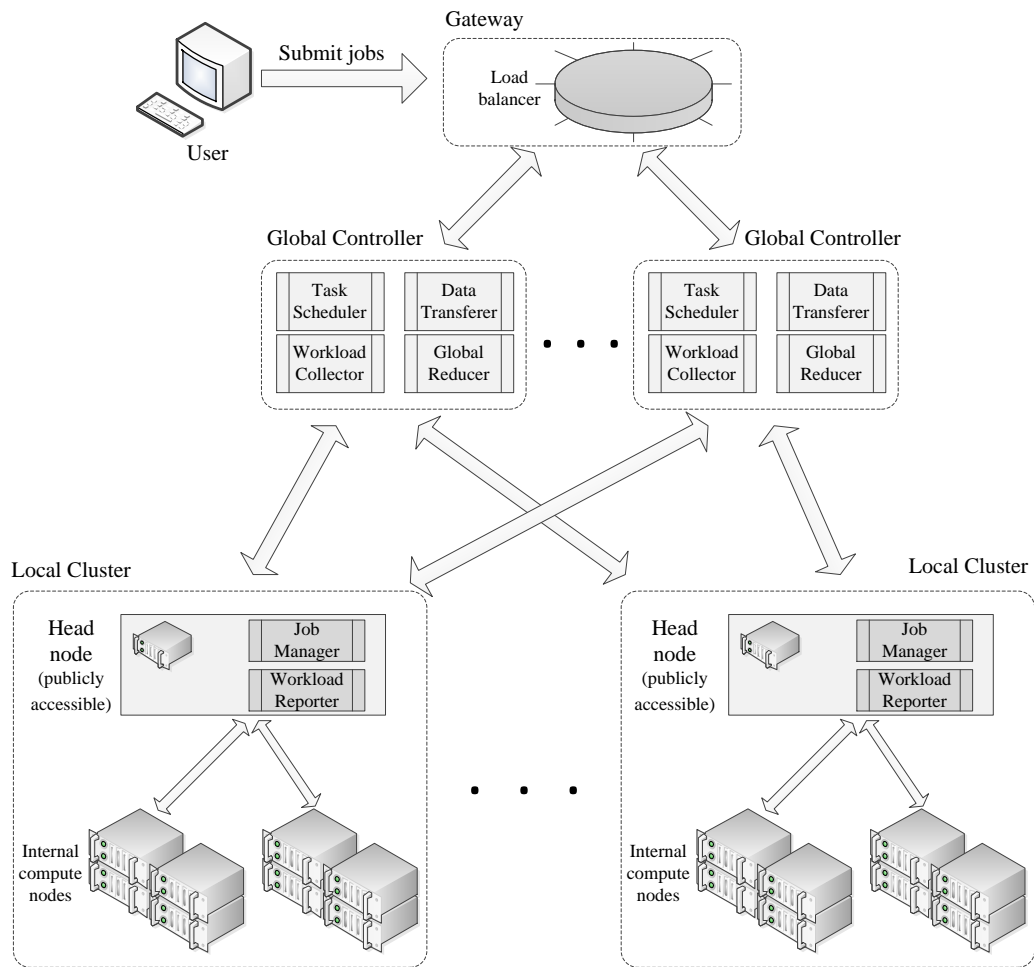 Gateway
Submit jobs
Load
balancer
User
Global Controller
Global Controller
Task
Scheduler
Data
Transferer
Workload
Collector
Global
Reducer
Task
Scheduler
Data
Transferer
Workload
Collector
Global
Reducer
Local Cluster
Local Cluster
Head
node
(publicly
accessible)
Job
Manager
Workload
Reporter
Head
node
(publicly
accessible)
Job
Manager
Workload
Reporter
Internal
compute
nodes
Internal
compute
nodes